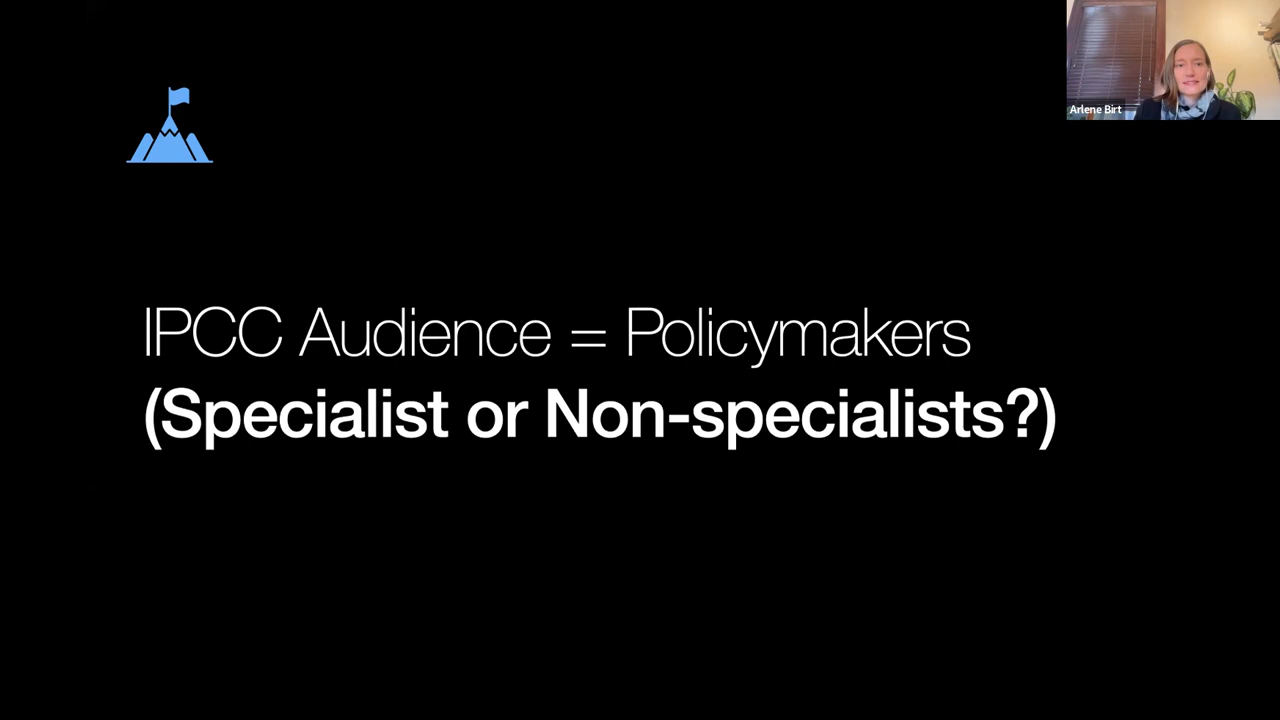 Arlene Birt
IPCC Audience = Policymakers
(Specialist or Non-specialists?)